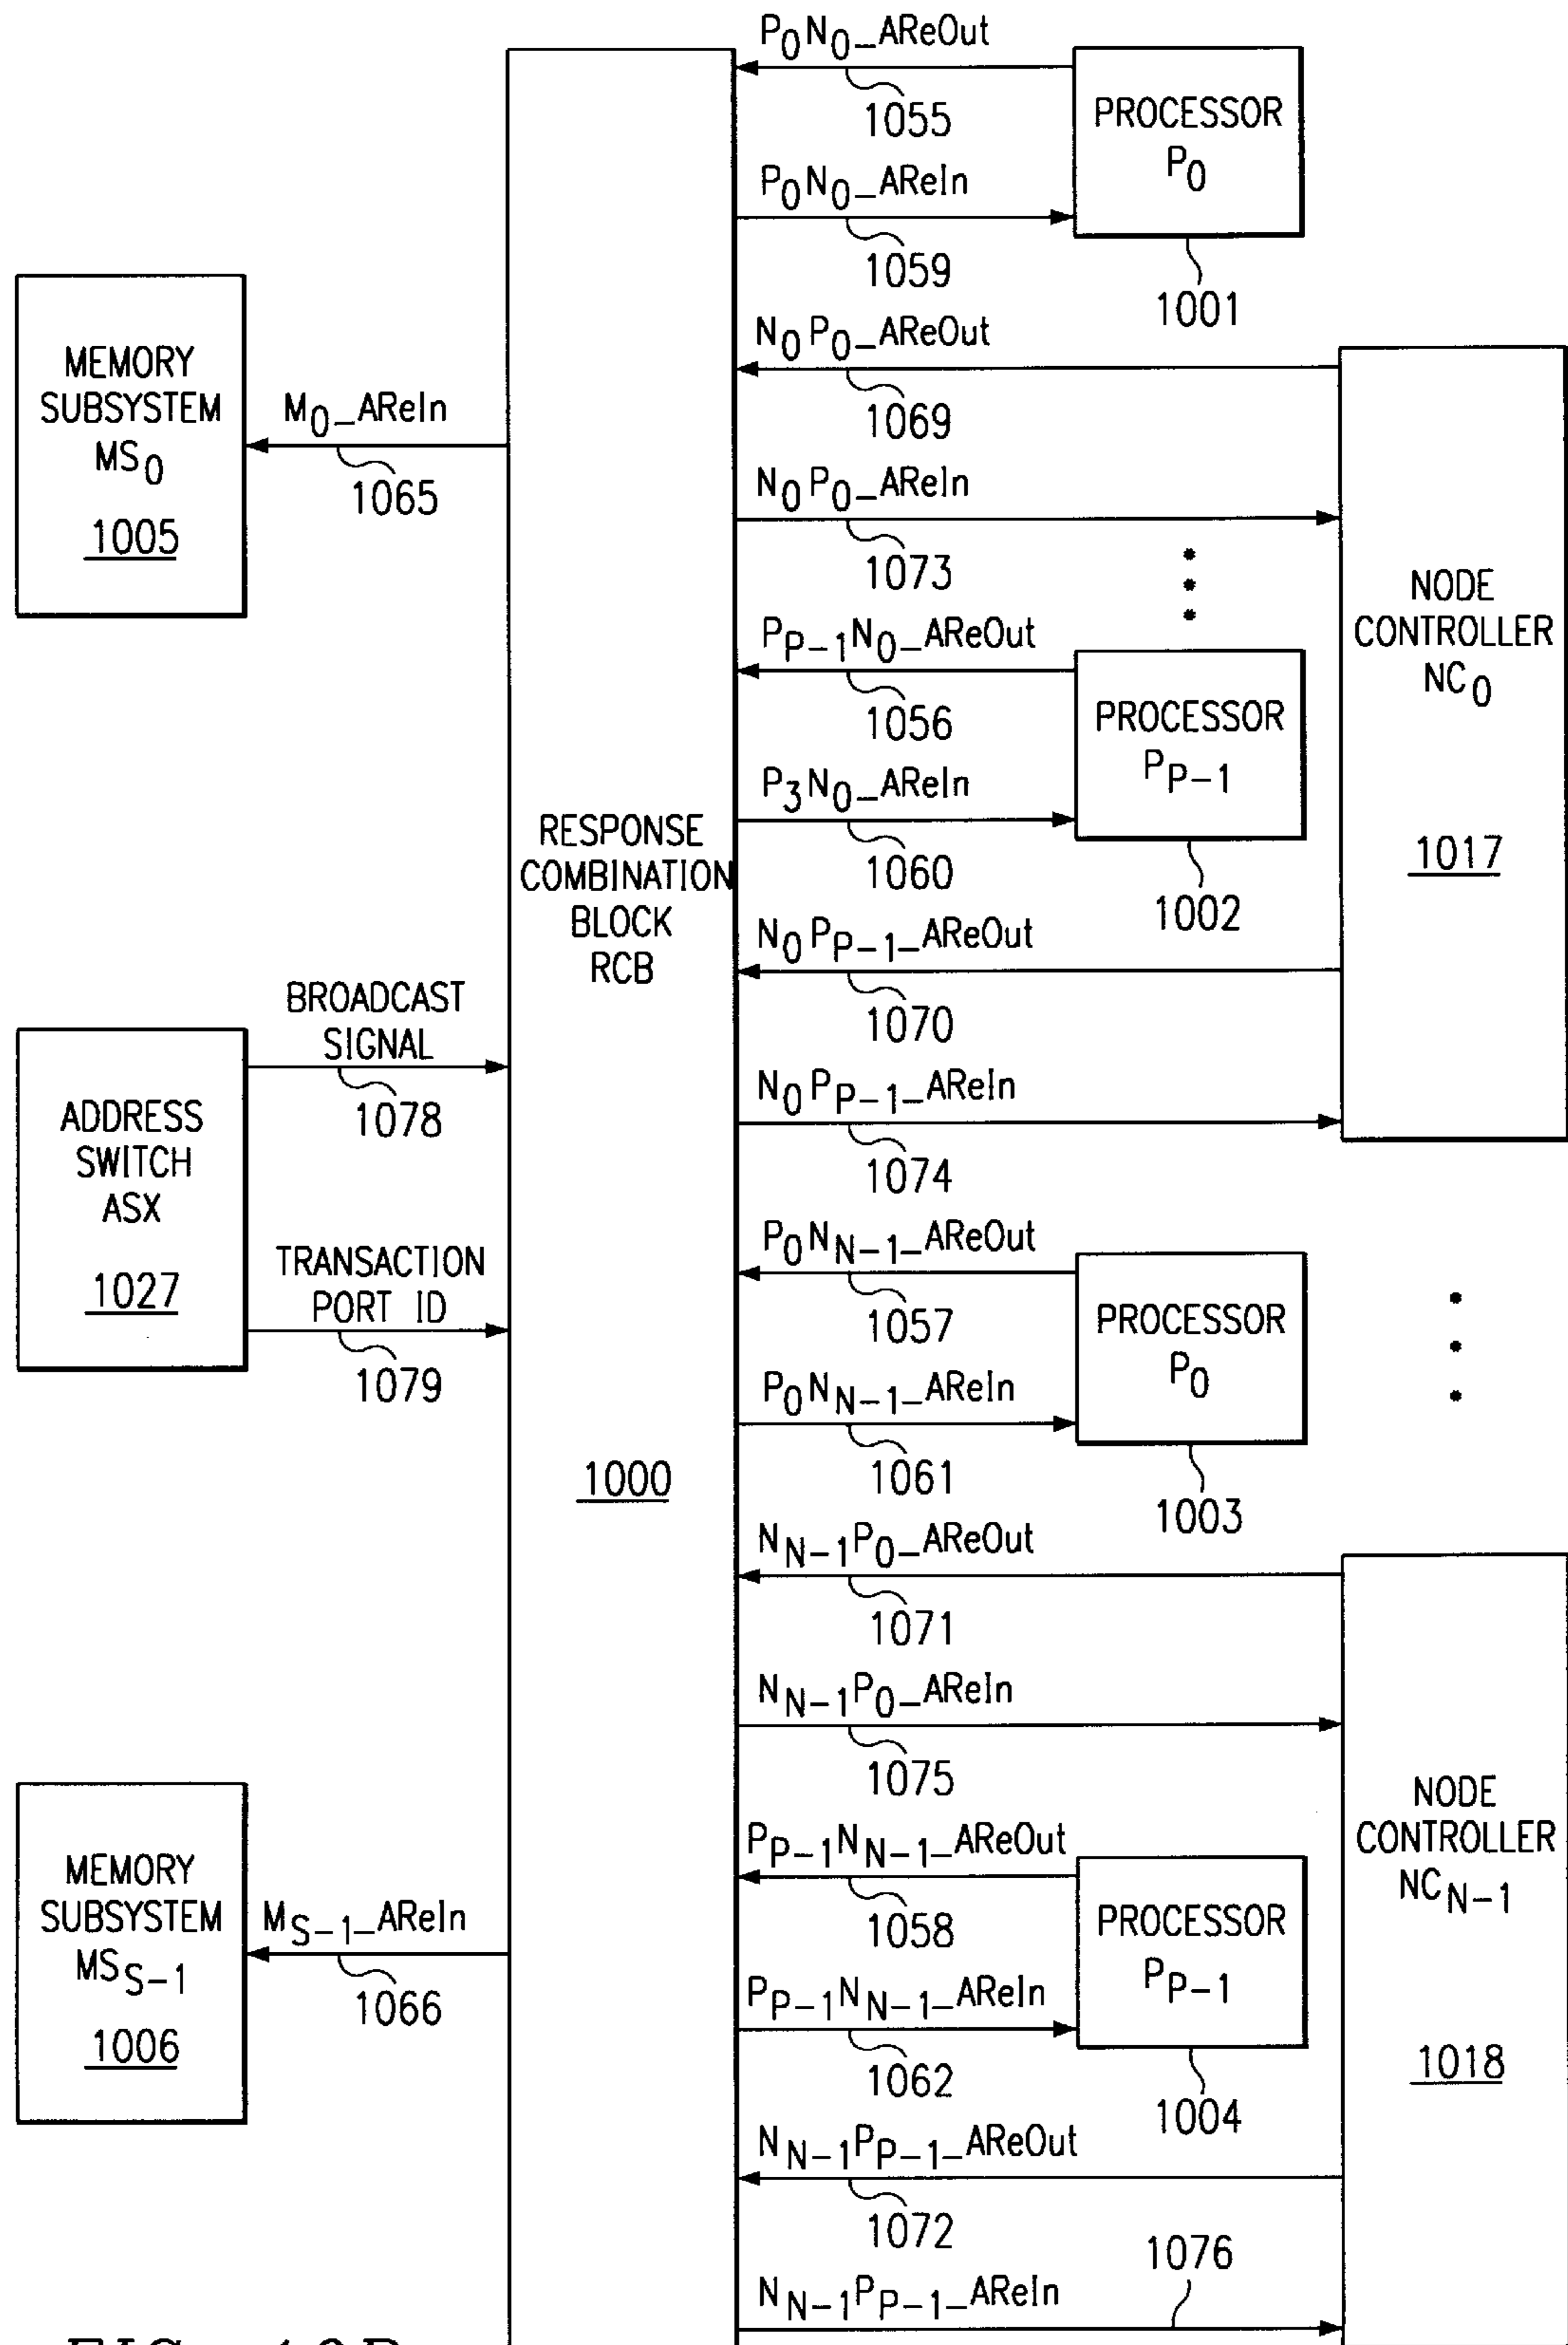 P0N0_AReOut
1055
PROCESSOR
P0
P0N0_AReIn
1059
1001
N0P0_AReOut
1069
N0P0_AReIn
1073
MEMORY
SUBSYSTEM
MS0
1005
M0_AReIn
1065
NODE
CONTROLLER
NC0
1017
PP-1N0_AReOut
1056
PROCESSOR
PP-1
P3N0_AReIn
1060
1002
RESPONSE
COMBINATION
BLOCK
RCB
1000
N0PP-1_AReOut
1070
N0PP-1_AReIn
1074
BROADCAST
SIGNAL
1078
ADDRESS
SWITCH
ASX
1027
TRANSACTION
PORT ID
1079
P0NN-1_AReOut
1057
PROCESSOR
P0
P0NN-1_AReIn
1061
1003
NN-1P0_AReOut
1071
NN-1P0_AReIn
1075
MEMORY
SUBSYSTEM
MSS-1
1006
MS-1_AReIn
1066
NODE
CONTROLLER
NCN-1
1018
PP-1NN-1_AReOut
1058
PROCESSOR
PP-1
PP-1NN-1_AReIn
1062
1004
NN-1PP-1_AReOut
1072
1076
NN-1PP-1_AReIn